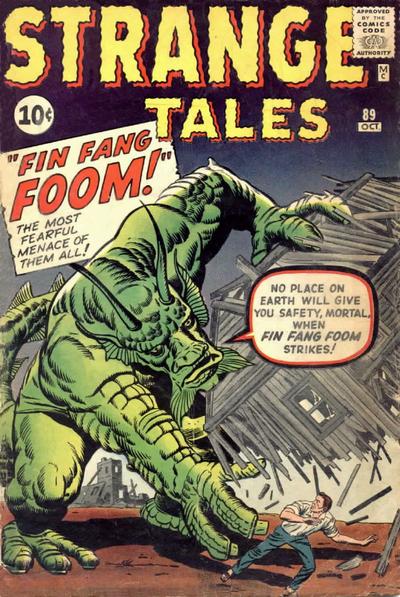 STRANGE
TALES
APPROVED
BY THE
COMICS
CODE
AUTHORITY
M
C
10¢
89
OCT.
"FIN FANG
FOOM!"
THE MOST
FEARFUL
MENACE OF
THEM ALL!
NO PLACE ON
EARTH WILL GIVE
YOU SAFETY, MORTAL,
WHEN
FIN FANG FOOM
STRIKES!